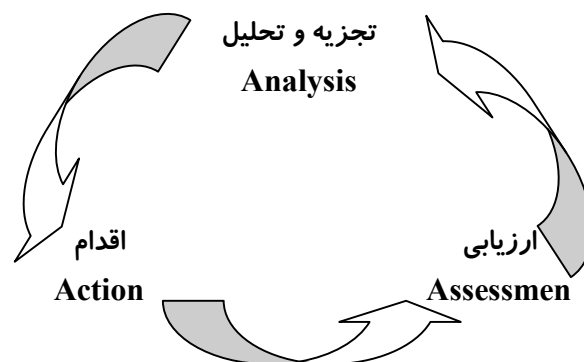 تجزیه و تحلیل
Analysis
اقدام
Action
ارزیابی
Assessmen